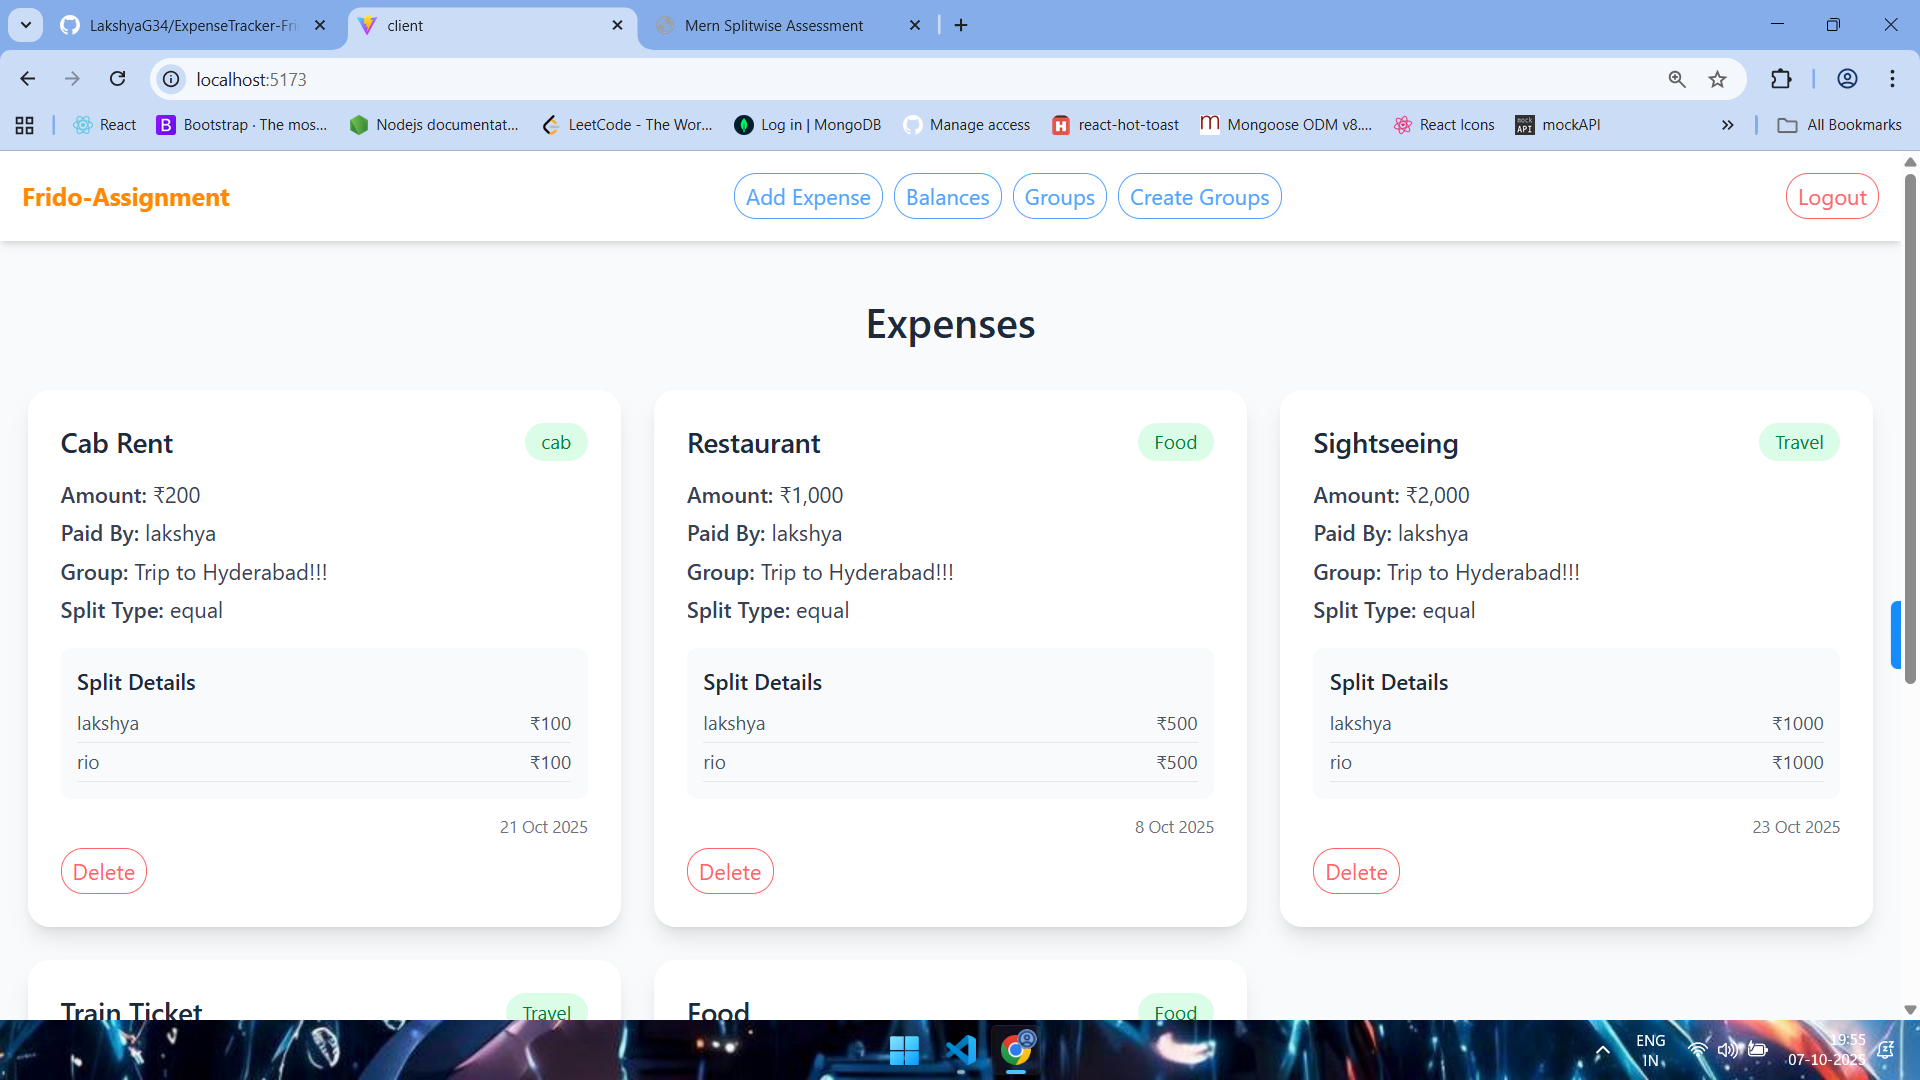 LakshyaG34/ExpenseTracker-Fri
client
Mern Splitwise Assessment
localhost:5173
React
Bootstrap · The mos...
Nodejs documentat...
LeetCode - The Wor...
Log in | MongoDB
Manage access
react-hot-toast
Mongoose ODM v8....
React Icons
mockAPI
All Bookmarks
Frido-Assignment
Add Expense
Balances
Groups
Create Groups
Logout
Expenses
Cab Rent
cab
Amount: ₹200
Paid By: lakshya
Group: Trip to Hyderabad!!!
Split Type: equal
Split Details
lakshya ₹100
rio ₹100
21 Oct 2025
Delete
Restaurant
Food
Amount: ₹1,000
Paid By: lakshya
Group: Trip to Hyderabad!!!
Split Type: equal
Split Details
lakshya ₹500
rio ₹500
8 Oct 2025
Delete
Sightseeing
Travel
Amount: ₹2,000
Paid By: lakshya
Group: Trip to Hyderabad!!!
Split Type: equal
Split Details
lakshya ₹1000
rio ₹1000
23 Oct 2025
Delete
Train Ticket
Travel
Food
Food
ENG
IN
19:55
07-10-2025